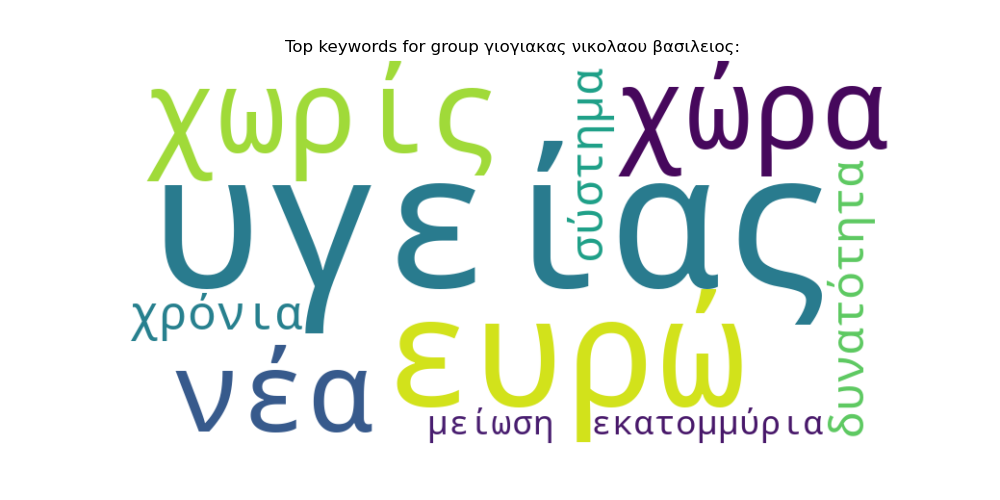 Top keywords for group γιογιακας νικολαου βασιλειος:
χωρίς
σύστημα
χώρα
υγείας
δυνατότητα
χρόνια
ευρώ
νέα
μείωση
εκατομμύρια